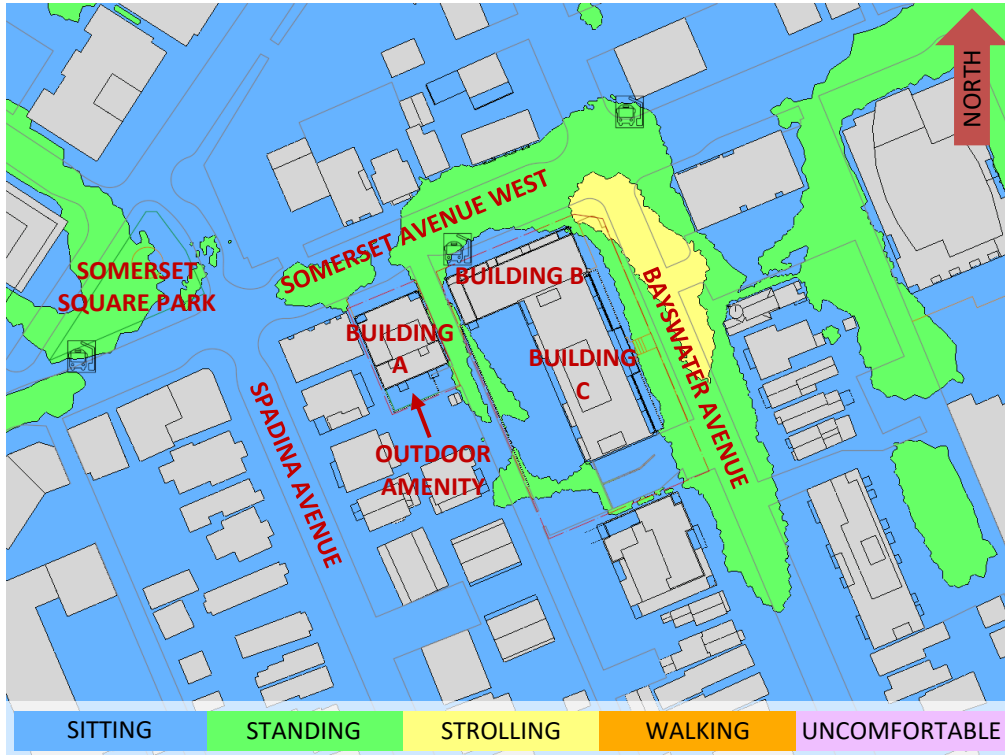 NORTH
SOMERSET AVENUE WEST
SOMERSET
SQUARE PARK
BUILDING B
BAYSWATER AVENUE
BUILDING
A
BUILDING
C
SPADINA AVENUE
OUTDOOR
AMENITY
SITTING
STANDING
STROLLING
WALKING
UNCOMFORTABLE